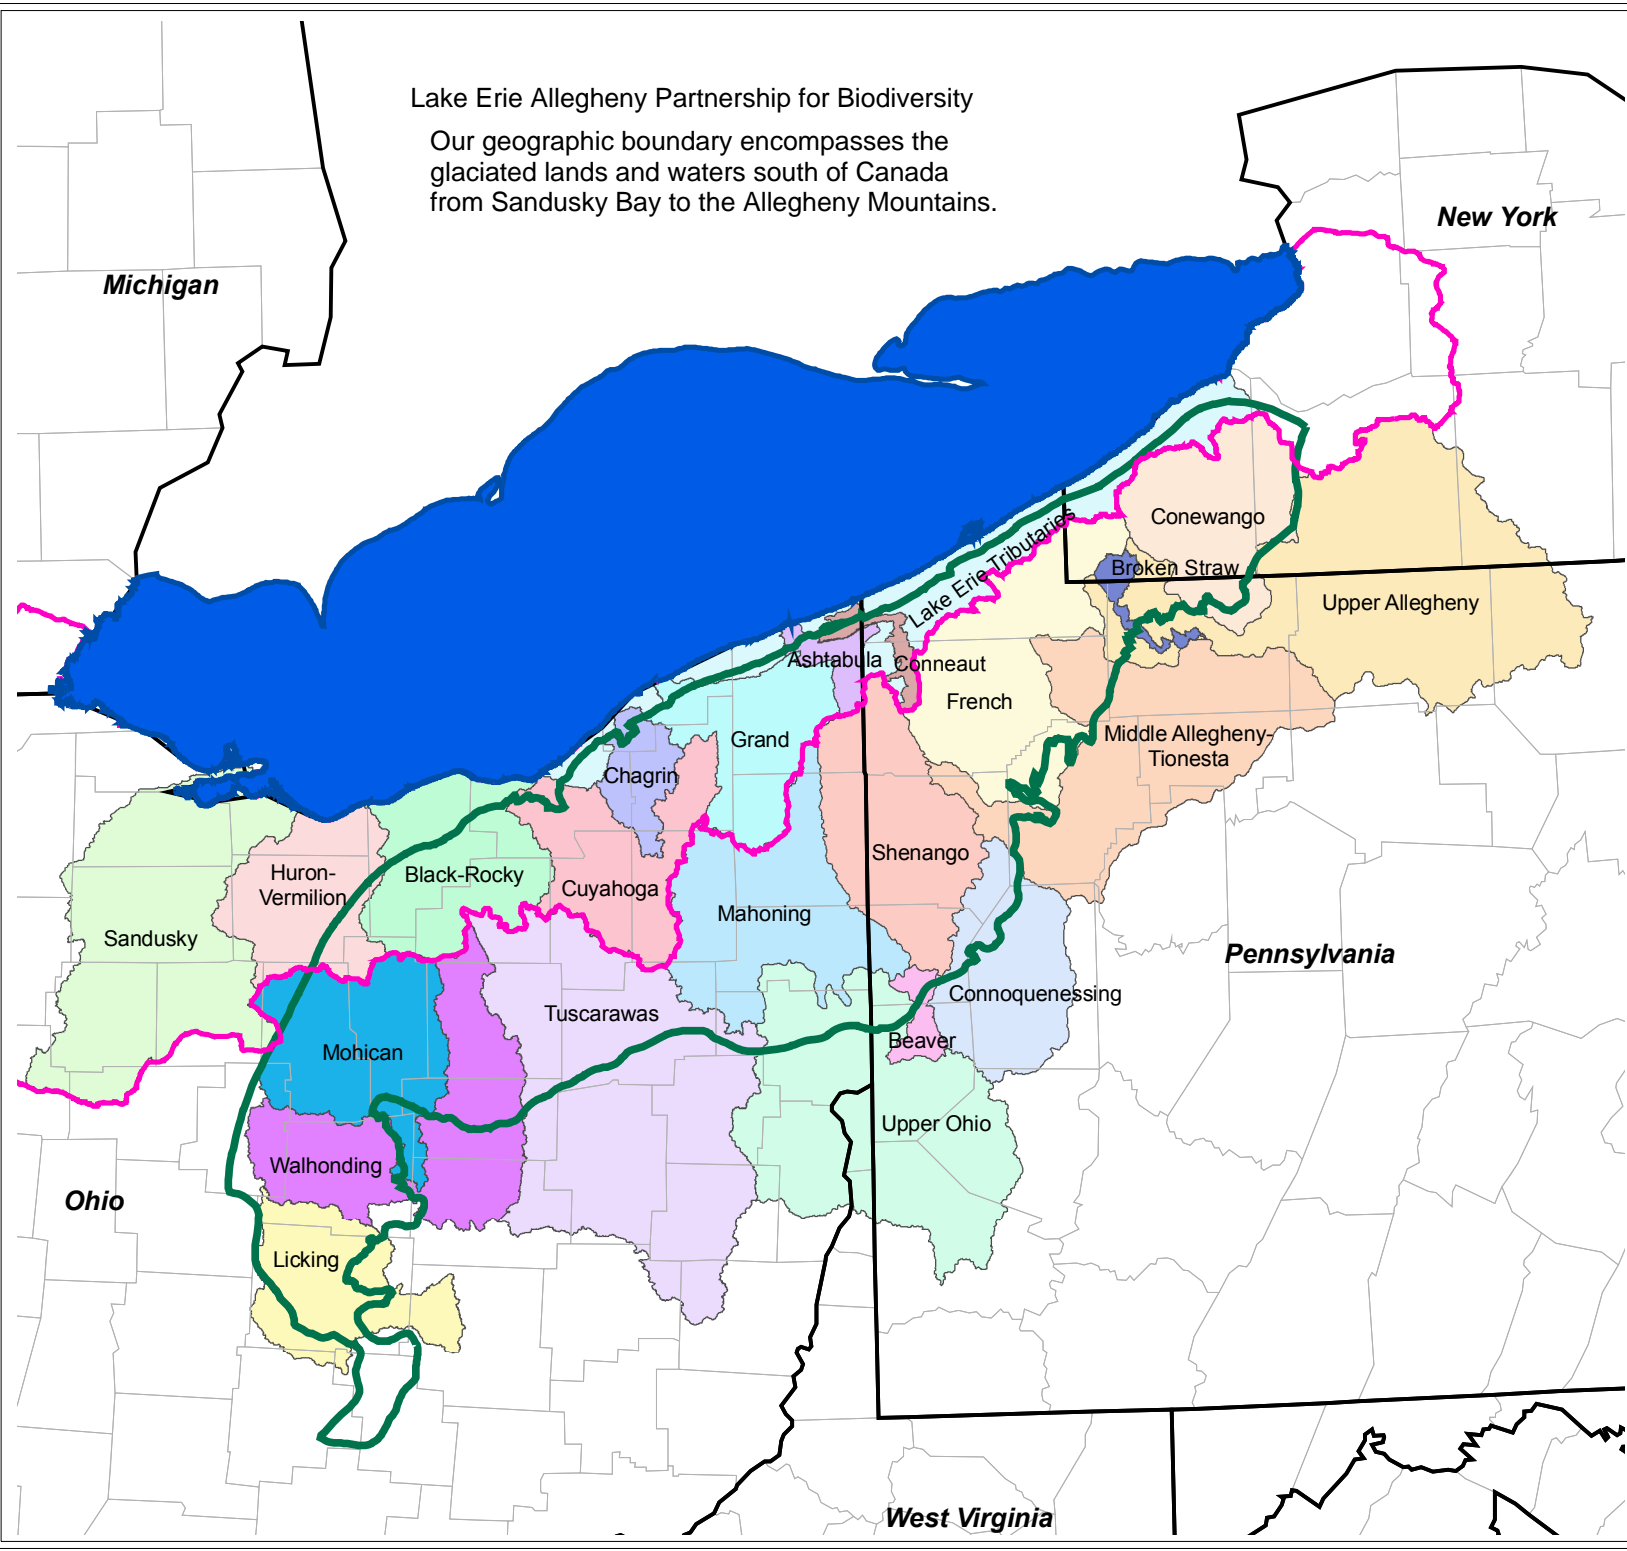 Lake Erie Allegheny Partnership for Biodiversity
Our geographic boundary encompasses the
glaciated lands and waters south of Canada
from Sandusky Bay to the Allegheny Mountains.
New York
Michigan
Conewango
Lake Erie Tributaries
Broken Straw
Upper Allegheny
Ashtabula
Conneaut
French
Grand
Middle Allegheny-
Tionesta
Chagrin
Shenango
Huron-
Vermilion
Black-Rocky
Cuyahoga
Mahoning
Sandusky
Pennsylvania
Connoquenessing
Tuscarawas
Beaver
Mohican
Upper Ohio
Walhonding
Ohio
Licking
West Virginia